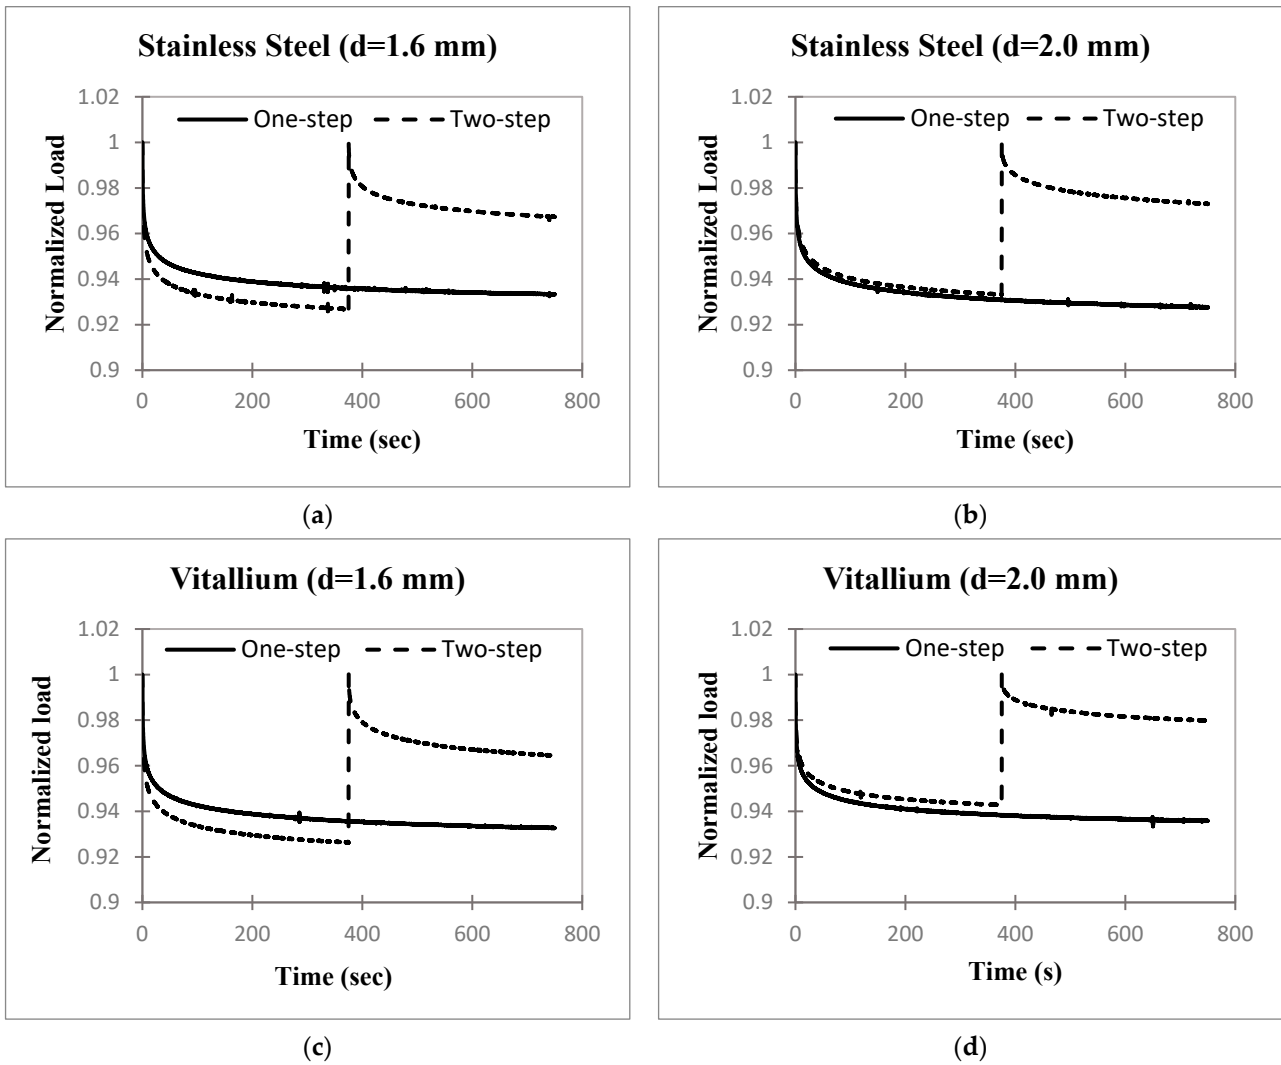 Stainless Steel (d=1.6 mm)
1.02
1
0.98
0.96
0.94
0.92
0.9
Normalized Load
One-step
Two-step
0 200 400 600 800
Time (sec)
(a)
Stainless Steel (d=2.0 mm)
1.02
1
0.98
0.96
0.94
0.92
0.9
Normalized Load
One-step
Two-step
0 200 400 600 800
Time (sec)
(b)
Vitallium (d=1.6 mm)
1.02
1
0.98
0.96
0.94
0.92
0.9
Normalized load
One-step
Two-step
0 200 400 600 800
Time (sec)
(c)
Vitallium (d=2.0 mm)
1.02
1
0.98
0.96
0.94
0.92
0.9
Normalized load
One-step
Two-step
0 200 400 600 800
Time (s)
(d)